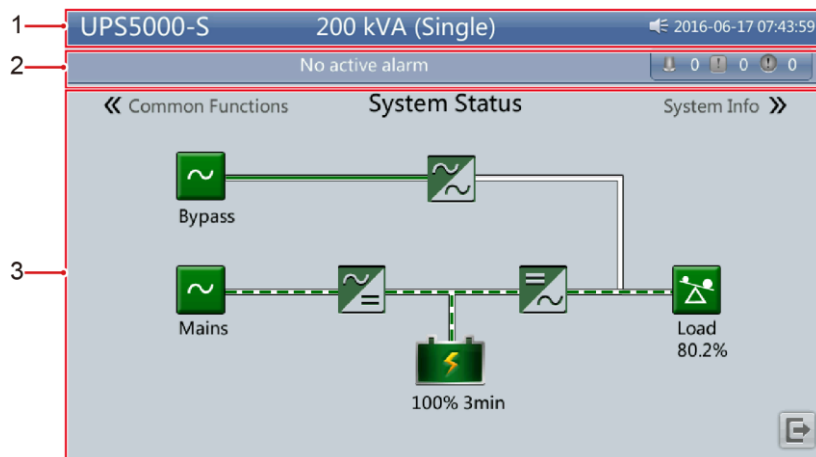 1 UPS5000-S 200 kVA (Single) 2016-06-17 07:43:59
2 No active alarm 0 0 0
« Common Functions System Status System Info »
Bypass
3
Mains
Load
80.2%
100% 3min